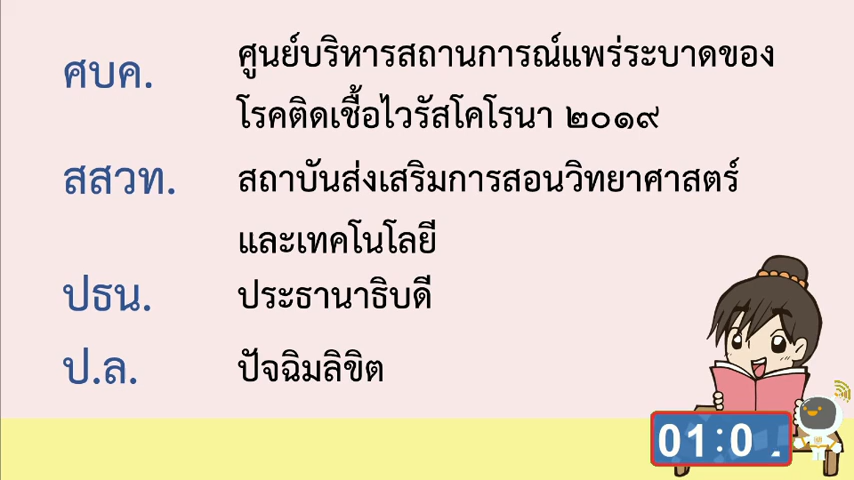 ศบค. ศูนย์บริหารสถานการณ์แพร่ระบาดของ
โรคติดเชื้อไวรัสโคโรนา ๒๐๑๙
สสวท. สถาบันส่งเสริมการสอนวิทยาศาสตร์
และเทคโนโลยี
ปธน. ประธานาธิบดี
ป.ล. ปัจฉิมลิขิต
01:0